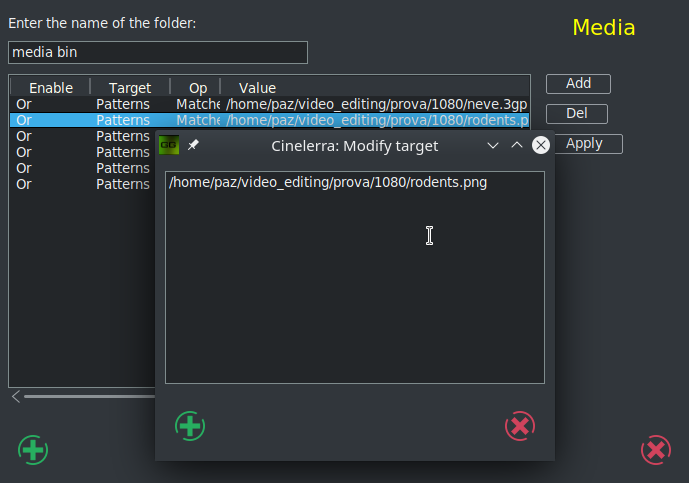 Enter the name of the folder:
Media
media bin
Enable Target Op Value
Or Patterns Matche /home/paz/video_editing/prova/1080/neve.3gp
Or Patterns Matche /home/paz/video_editing/prova/1080/rodents.p
Or Patterns
Or Patterns
Or Patterns
Or Patterns
Add
Del
Apply
Cinelerra: Modify target
/home/paz/video_editing/prova/1080/rodents.png